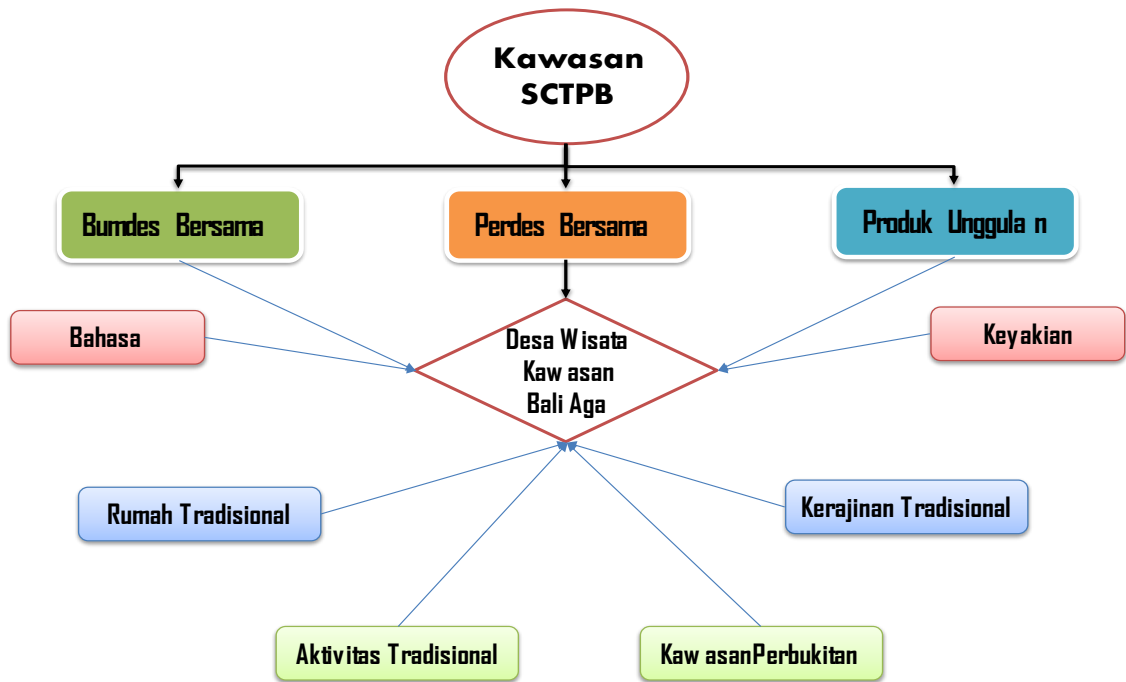 Kawasan
SCTPB
Bumdes Bersama
Perdes Bersama
Produk Unggula n
Bahasa
Desa Wisata
Kaw asan
Bali Aga
Keyakian
Rumah Tradisional
Kerajinan Tradisional
Aktivitas Tradisional
Kaw asanPerbukitan